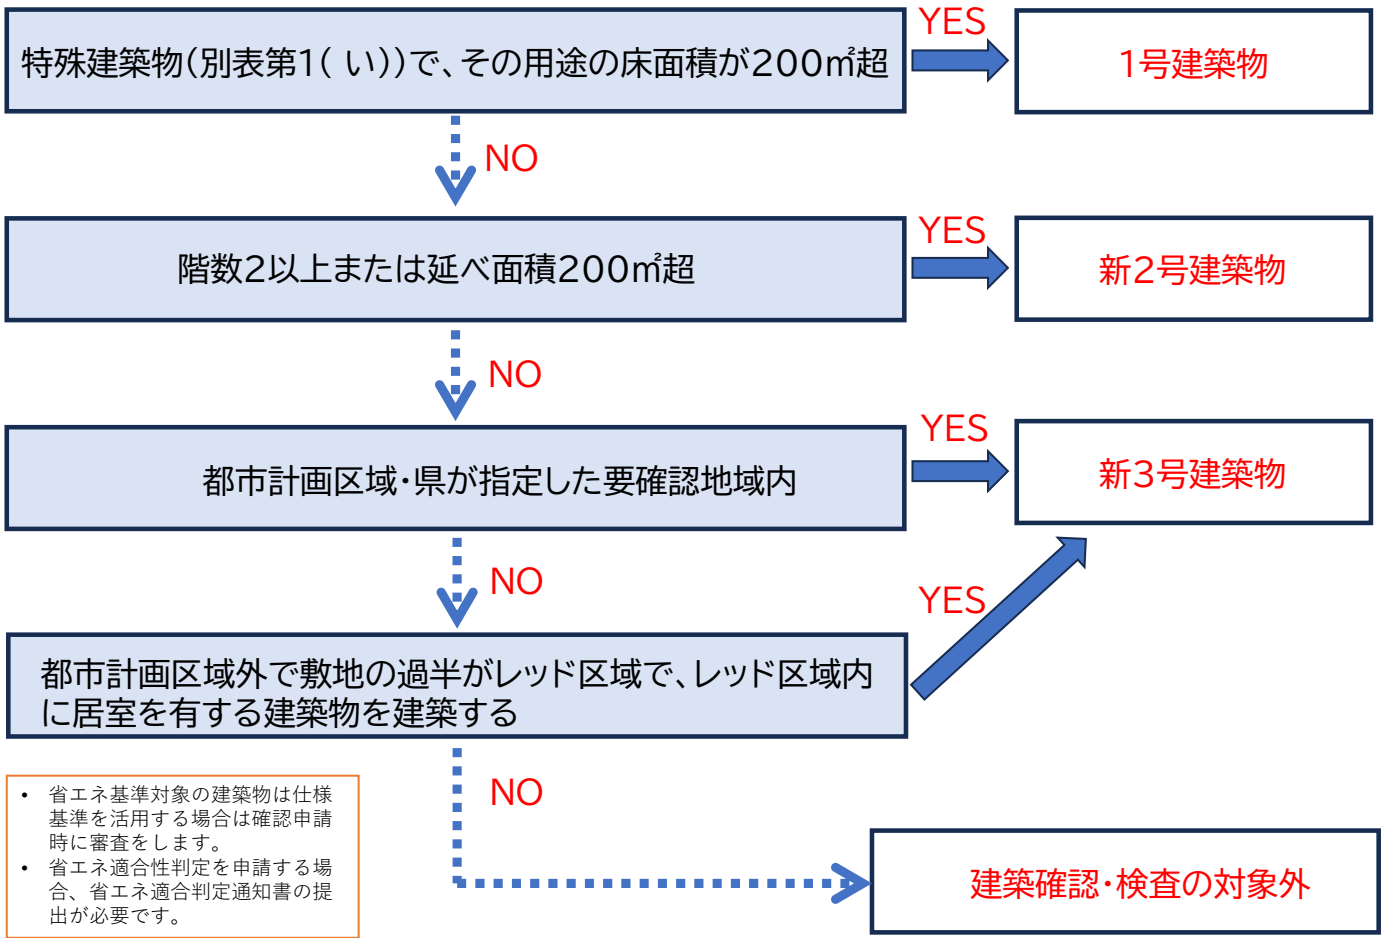 特殊建築物(別表第1( い))で、その用途の床面積が200㎡超
YES
1号建築物
NO
階数2以上または延べ面積200㎡超
YES
新2号建築物
NO
都市計画区域・県が指定した要確認地域内
YES
新3号建築物
NO
都市計画区域外で敷地の過半がレッド区域で、レッド区域内
に居室を有する建築物を建築する
YES
NO
• 省エネ基準対象の建築物は仕様
基準を活用する場合は確認申請
時に審査をします。
• 省エネ適合性判定を申請する場
合、省エネ適合判定通知書の提
出が必要です。
建築確認・検査の対象外